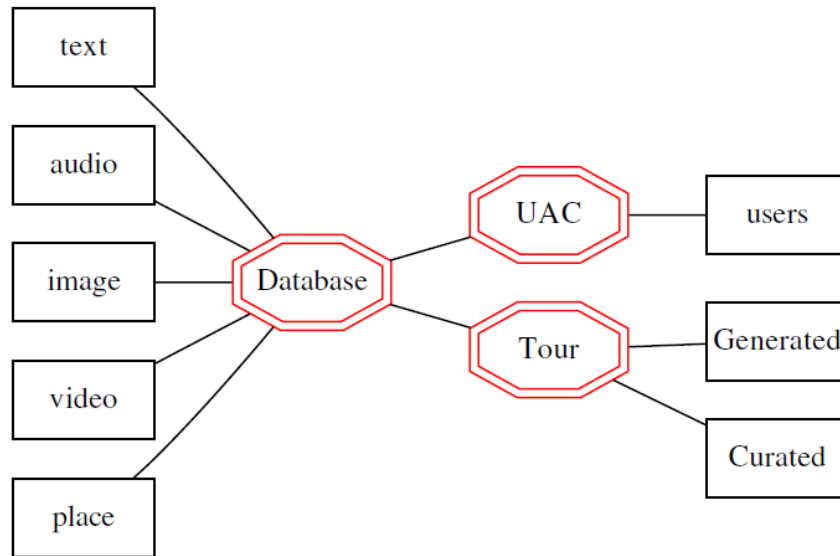 text
audio
image
video
place
Database
UAC
Tour
users
Generated
Curated